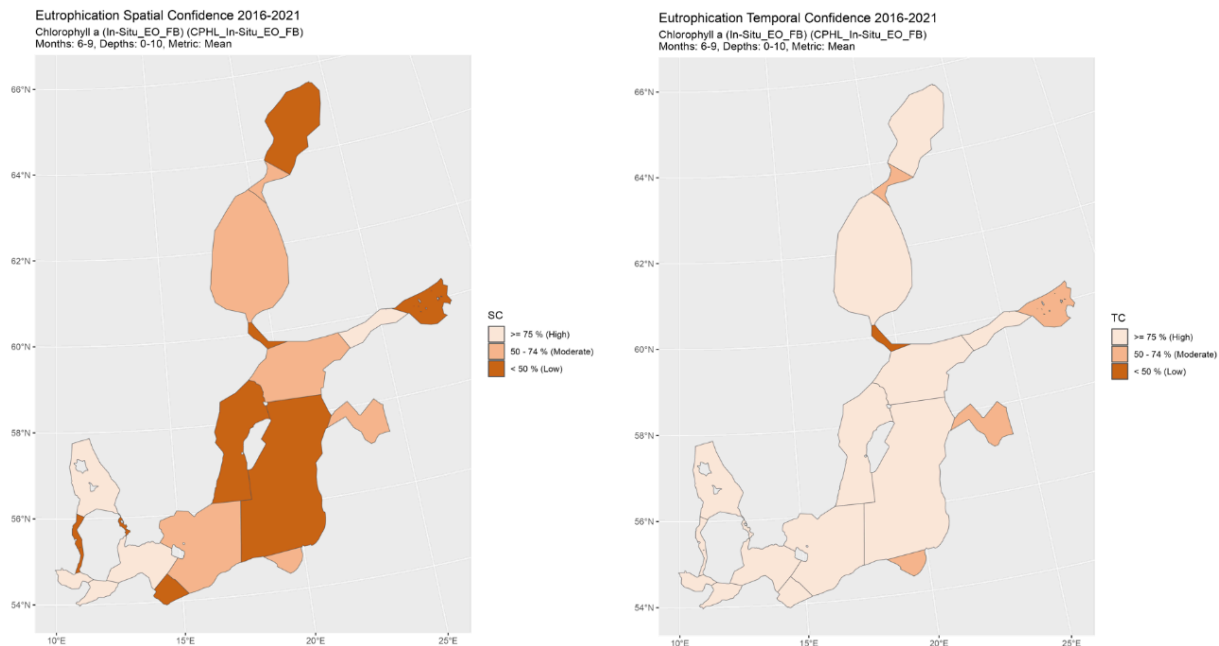 Eutrophication Spatial Confidence 2016-2021
Chlorophyll a (In-Situ_EO_FB) (CPHL_In-Situ_EO_FB)
Months: 6-9, Depths: 0-10, Metric: Mean
66°N
64°N
62°N
60°N
58°N
56°N
54°N
10°E
15°E
20°E
25°E
SC
>= 75 % (High)
50 - 74 % (Moderate)
< 50 % (Low)
Eutrophication Temporal Confidence 2016-2021
Chlorophyll a (In-Situ_EO_FB) (CPHL_In-Situ_EO_FB)
Months: 6-9, Depths: 0-10, Metric: Mean
66°N
64°N
62°N
60°N
58°N
56°N
54°N
10°E
15°E
20°E
25°E
TC
>= 75 % (High)
50 - 74 % (Moderate)
< 50 % (Low)